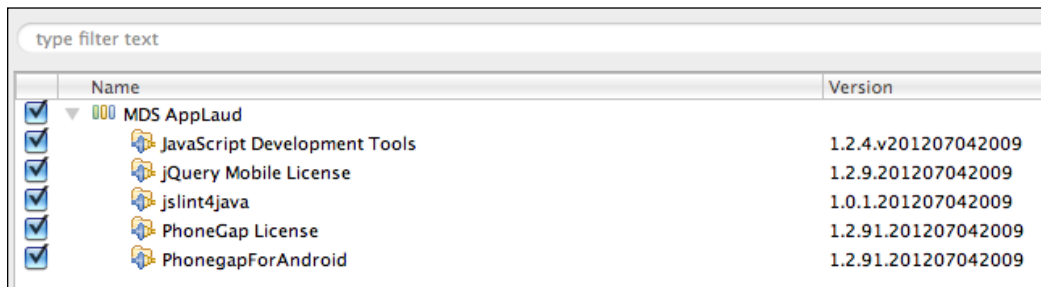 type filter text
Name Version
MDS AppLaud
JavaScript Development Tools 1.2.4.v201207042009
jQuery Mobile License 1.2.9.201207042009
jslint4java 1.0.1.201207042009
PhoneGap License 1.2.91.201207042009
PhonegapForAndroid 1.2.91.201207042009